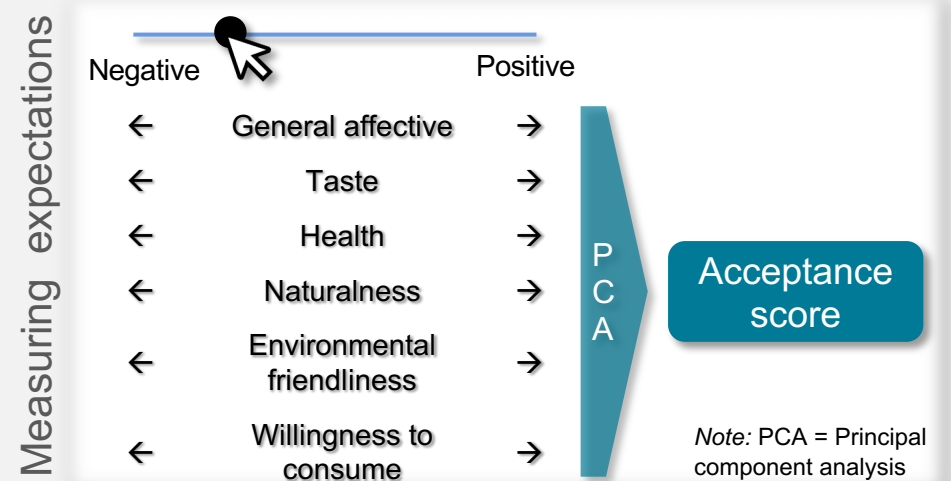 Measuring expectations
Negative
Positive
← General affective →
← Taste →
← Health →
← Naturalness →
← Environmental
friendliness →
← Willingness to
consume →
P
C
A
Acceptance
score
Note: PCA = Principal
component analysis